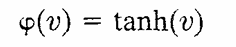 φ(v) = tanh(v)